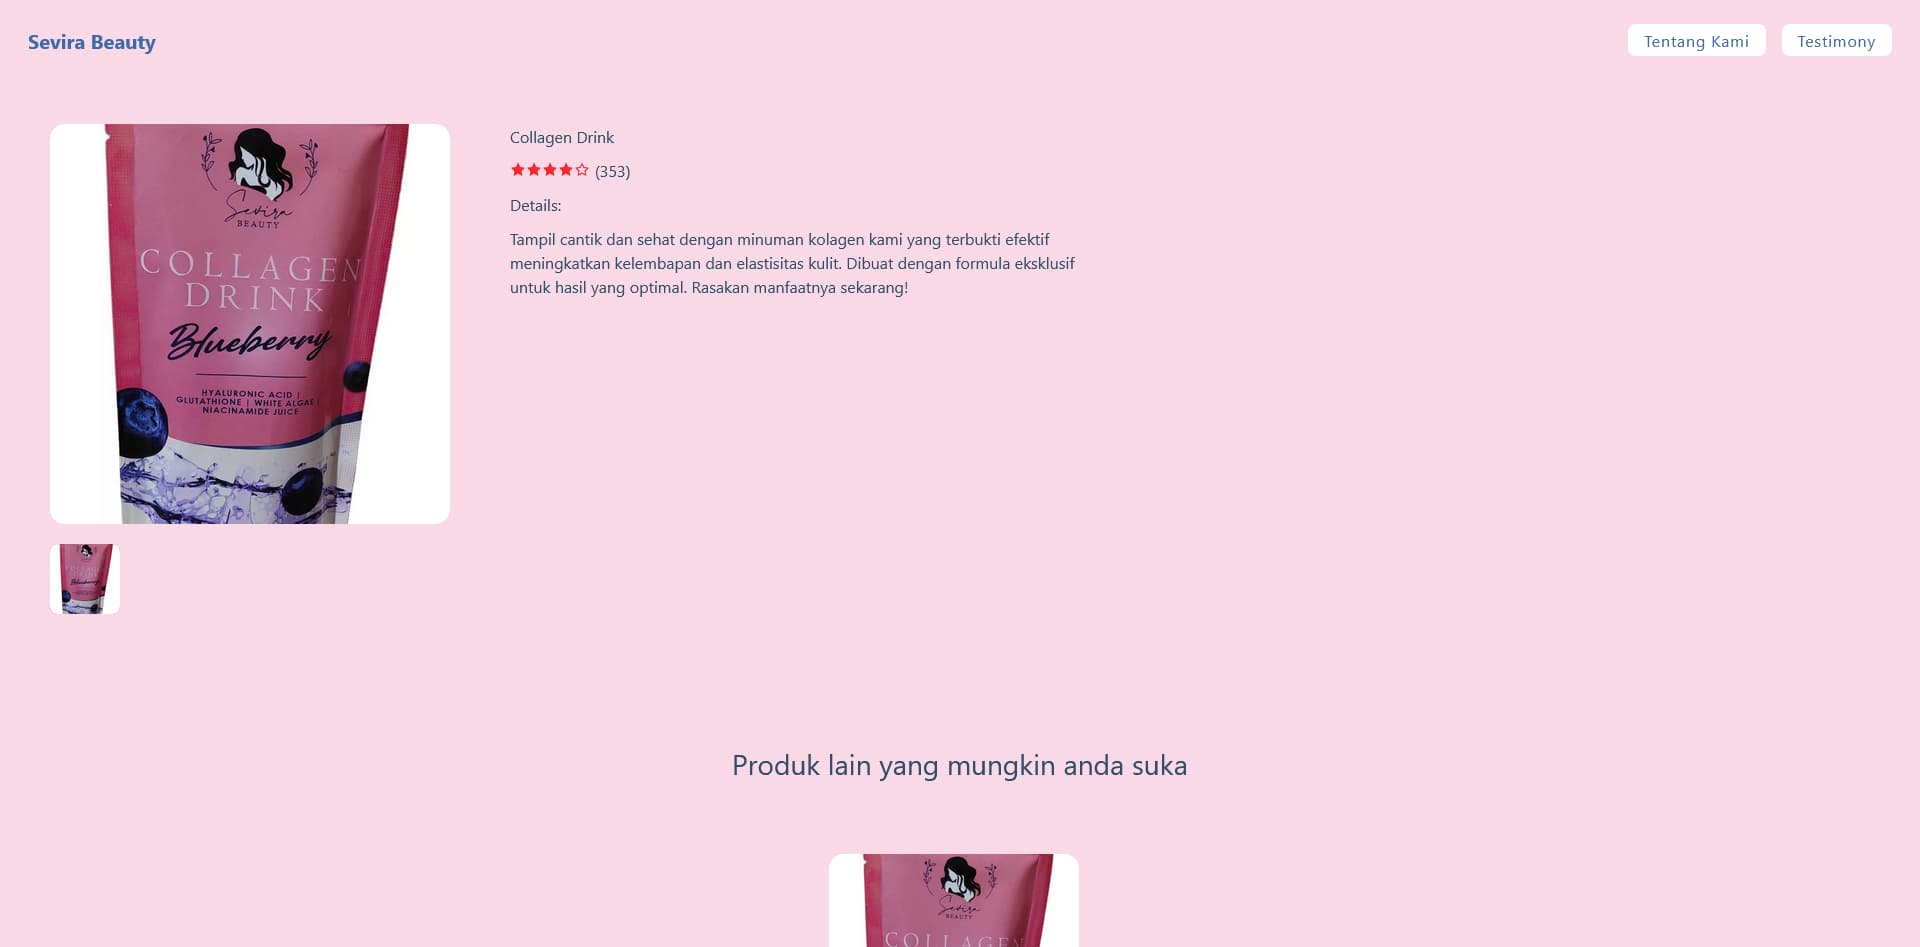 Sevira Beauty
Tentang Kami
Testimony
Sevira
BEAUTY
COLLAGEN
DRINK
Blueberry
HYALURONIC ACID |
GLUTATHIONE | WHITE ALGAE |
NIACINAMIDE JUICE
Collagen Drink
(353)
Details:
Tampil cantik dan sehat dengan minuman kolagen kami yang terbukti efektif
meningkatkan kelembapan dan elastisitas kulit. Dibuat dengan formula eksklusif
untuk hasil yang optimal. Rasakan manfaatnya sekarang!
Blueberry
Produk lain yang mungkin anda suka
Sevira
BEAUTY
COLLAGEN